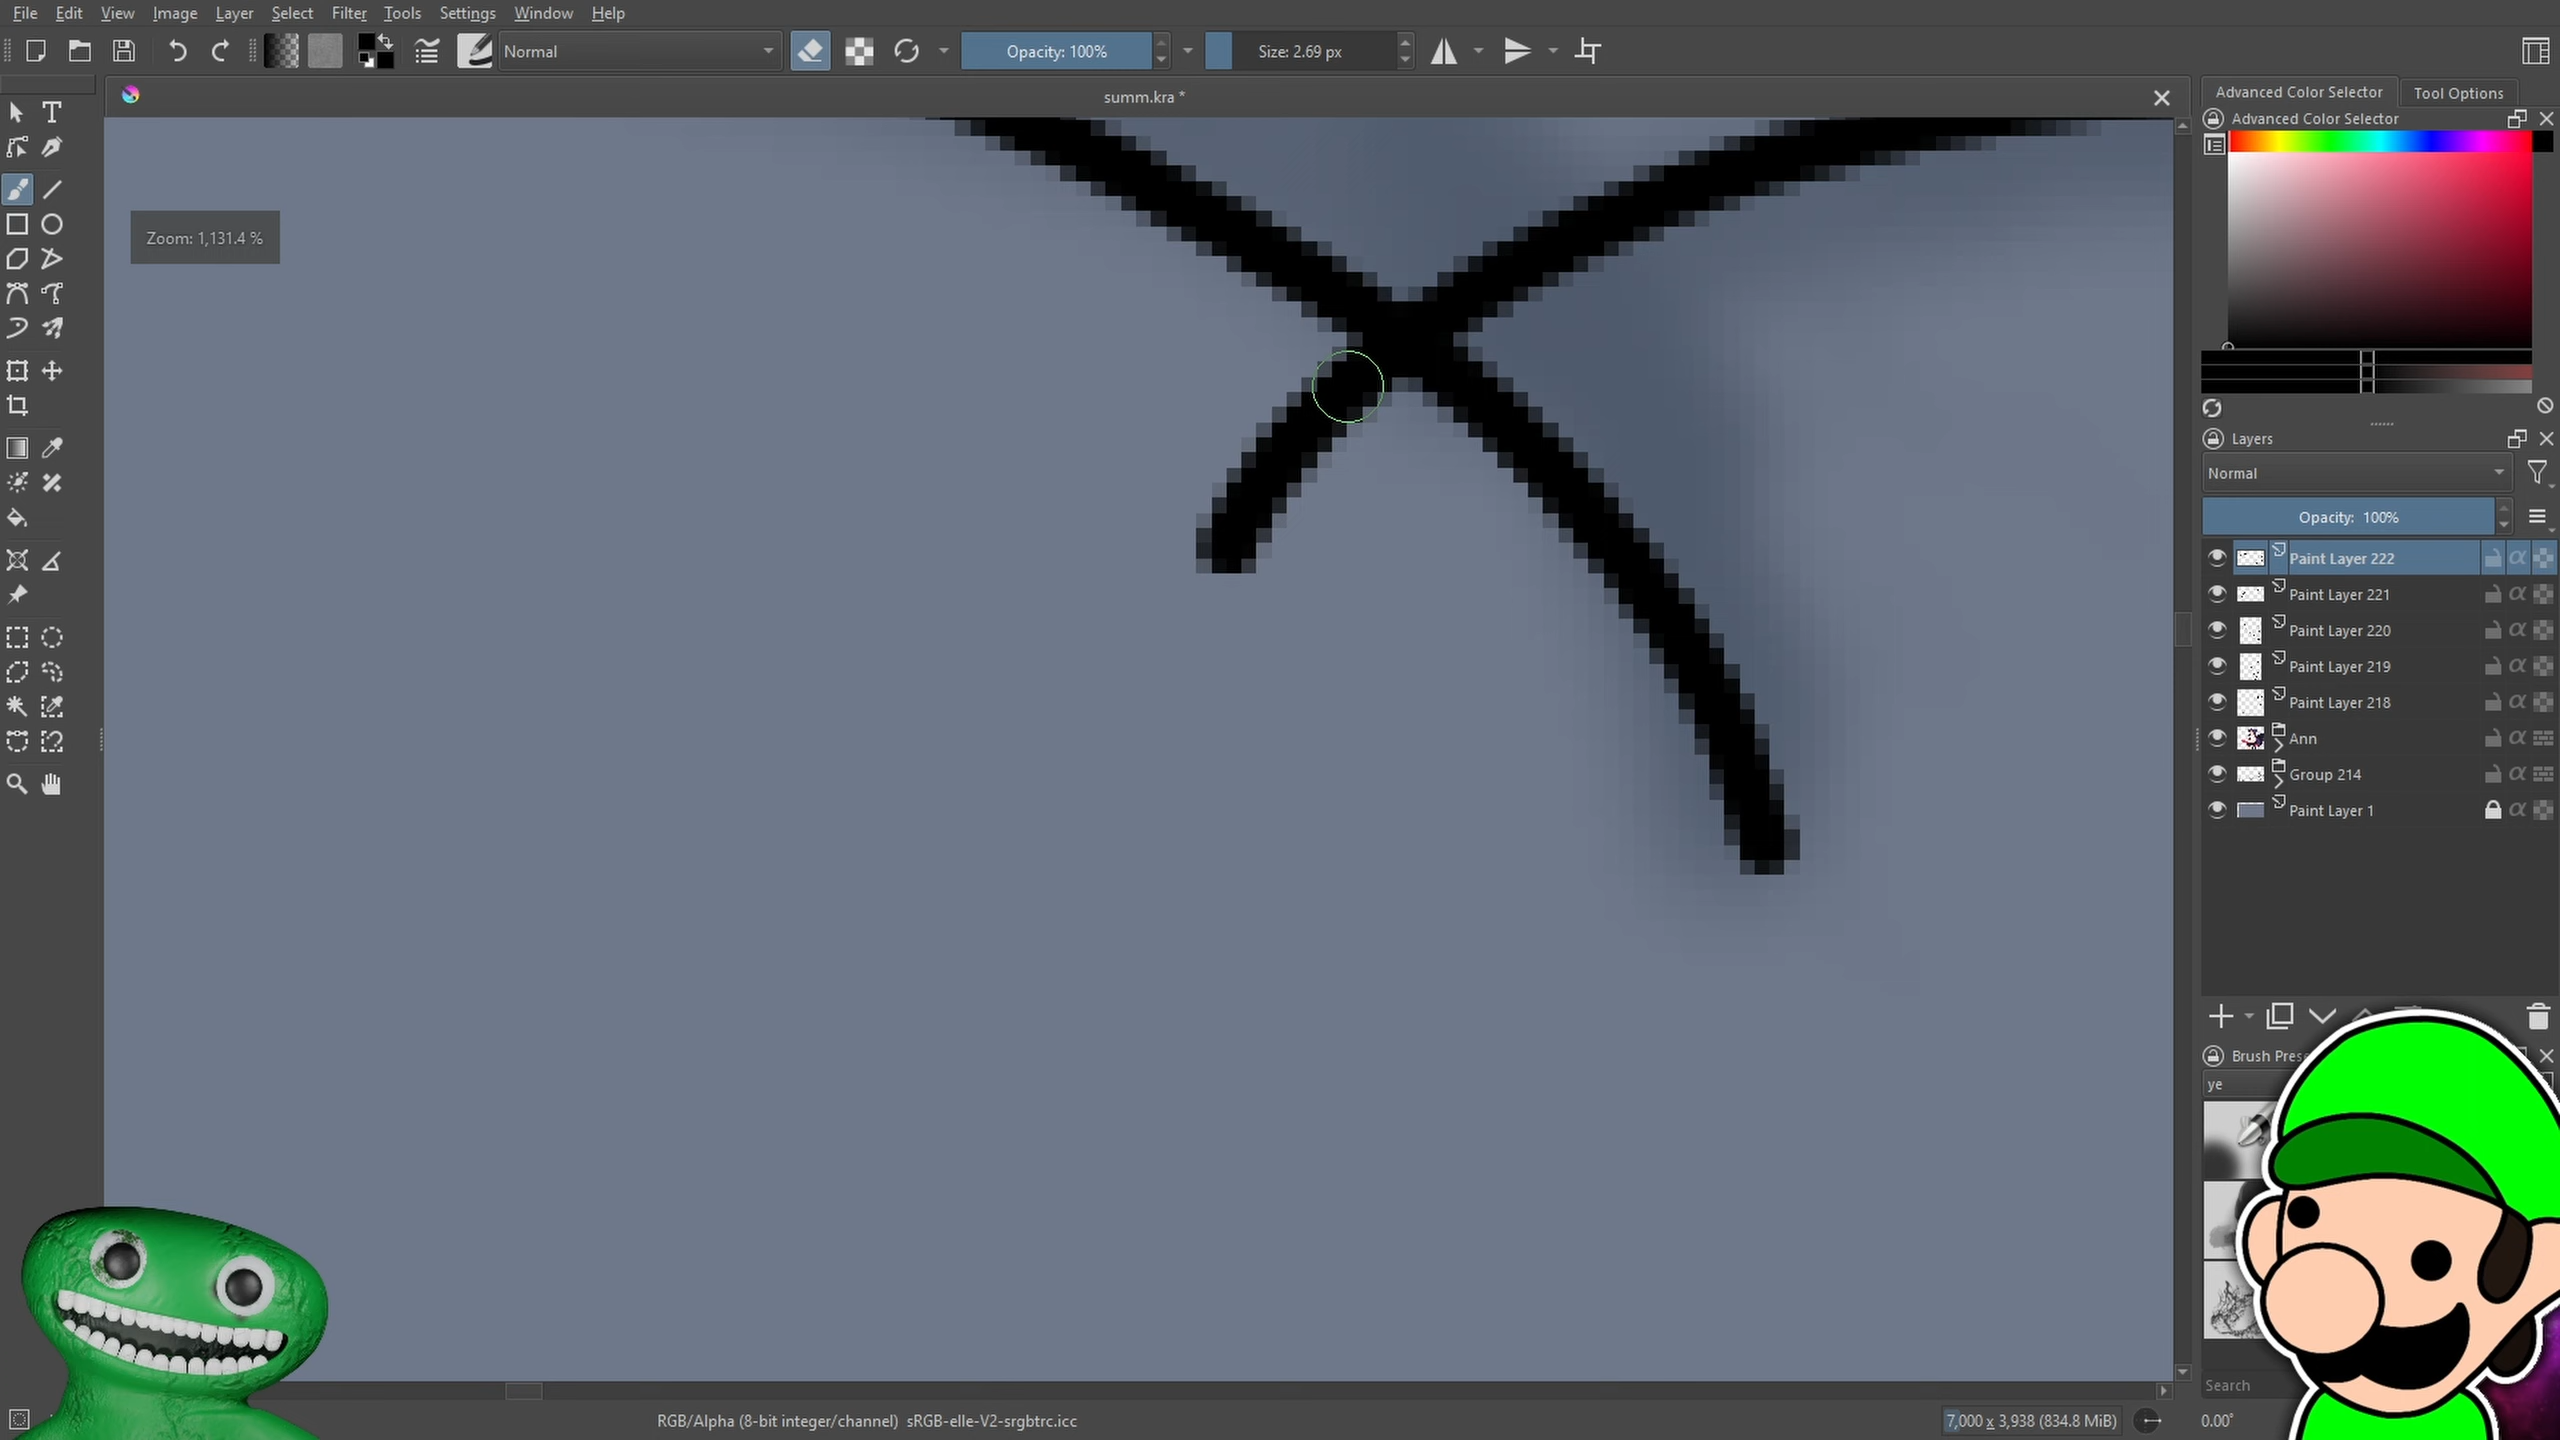 File Edit View Image Layer Select Filter Tools Settings Window Help
Normal Opacity: 100% Size: 2.69 px
summ.kra *
Zoom: 1,131.4 %
Advanced Color Selector Tool Options
Advanced Color Selector
Layers
Normal
Opacity: 100%
Paint Layer 222
Paint Layer 221
Paint Layer 220
Paint Layer 219
Paint Layer 218
Ann
Group 214
Paint Layer 1
Brush Pres
ye
Search
RGB/Alpha (8-bit integer/channel) sRGB-elle-V2-srgbtrc.icc
7,000 x 3,938 (834.8 MiB)
0.00°